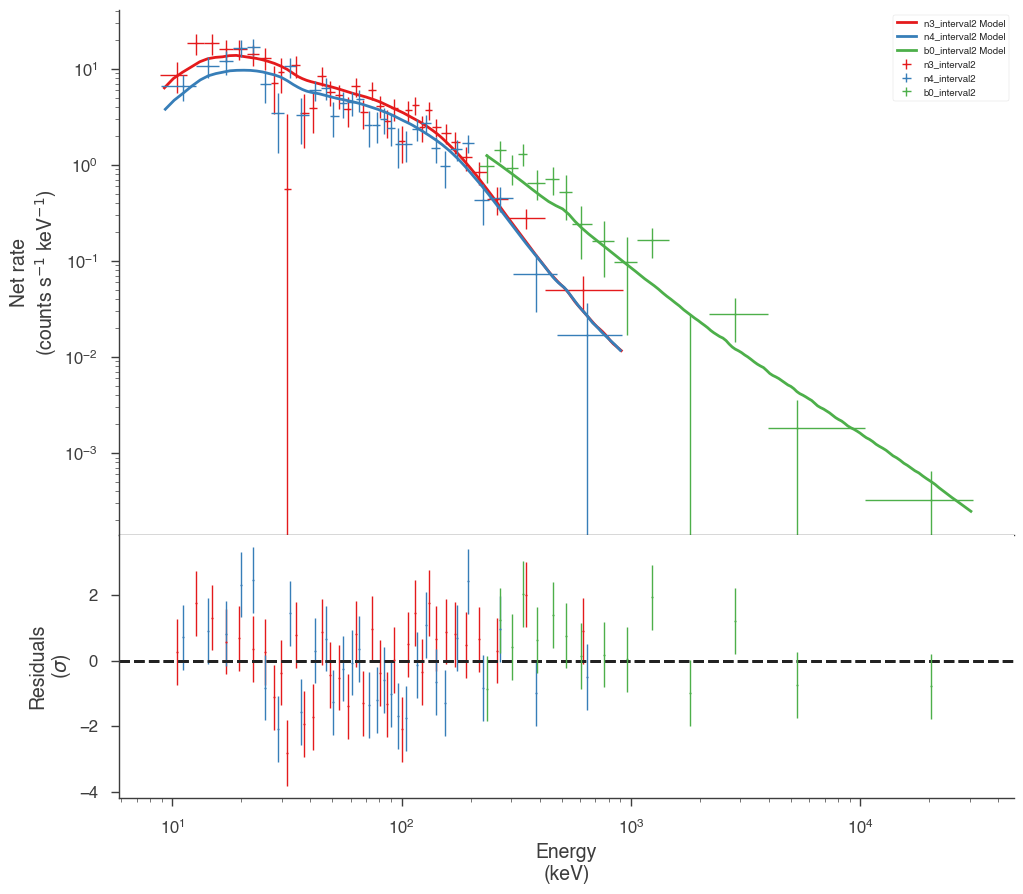 n3_interval2 Model
n4_interval2 Model
b0_interval2 Model
n3_interval2
n4_interval2
b0_interval2
10¹
10⁰
10⁻¹
10⁻²
10⁻³
Net rate
(counts s⁻¹ keV⁻¹)
2
0
−2
−4
Residuals
(σ)
10¹ 10² 10³ 10⁴
Energy
(keV)